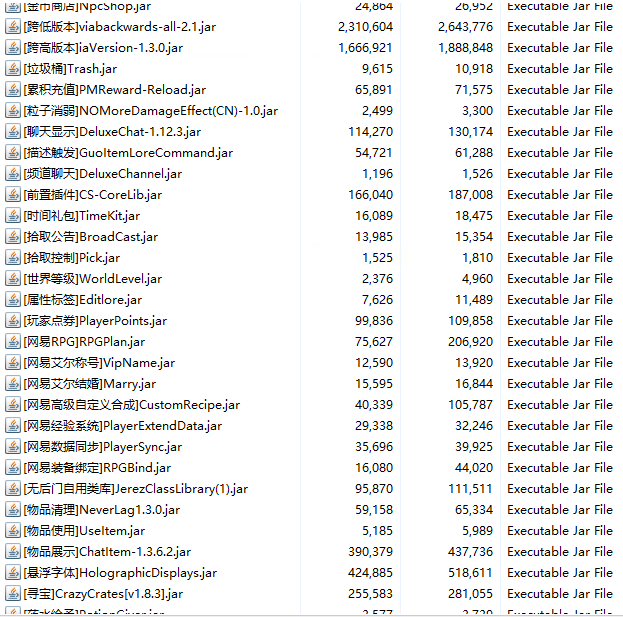 [金币商店]NpcShop.jar 24,864 26,952 Executable Jar File
[跨低版本]viabackwards-all-2.1.jar 2,310,604 2,643,776 Executable Jar File
[跨高版本]iaVersion-1.3.0.jar 1,666,921 1,888,848 Executable Jar File
[垃圾桶]Trash.jar 9,615 10,918 Executable Jar File
[累积充值]PMReward-Reload.jar 65,891 71,575 Executable Jar File
[粒子消弱]NOMoreDamageEffect(CN)-1.0.jar 2,499 3,300 Executable Jar File
[聊天显示]DeluxeChat-1.12.3.jar 114,270 130,174 Executable Jar File
[描述触发]GuoItemLoreCommand.jar 54,721 61,288 Executable Jar File
[频道聊天]DeluxeChannel.jar 1,196 1,526 Executable Jar File
[前置插件]CS-CoreLib.jar 166,040 187,008 Executable Jar File
[时间礼包]TimeKit.jar 16,089 18,475 Executable Jar File
[拾取公告]BroadCast.jar 13,985 15,354 Executable Jar File
[拾取控制]Pick.jar 1,525 1,810 Executable Jar File
[世界等级]WorldLevel.jar 2,376 4,960 Executable Jar File
[属性标签]Editlore.jar 7,626 11,489 Executable Jar File
[玩家点券]PlayerPoints.jar 99,836 109,858 Executable Jar File
[网易RPG]RPGPlan.jar 75,627 206,920 Executable Jar File
[网易艾尔称号]VipName.jar 12,590 13,920 Executable Jar File
[网易艾尔结婚]Marry.jar 15,595 16,844 Executable Jar File
[网易高级自定义合成]CustomRecipe.jar 40,339 105,787 Executable Jar File
[网易经验系统]PlayerExtendData.jar 29,338 32,246 Executable Jar File
[网易数据同步]PlayerSync.jar 35,696 39,925 Executable Jar File
[网易装备绑定]RPGBind.jar 16,080 44,020 Executable Jar File
[无后门自用类库]JerezClassLibrary(1).jar 95,870 111,511 Executable Jar File
[物品清理]NeverLag1.3.0.jar 59,158 65,334 Executable Jar File
[物品使用]UseItem.jar 5,185 5,989 Executable Jar File
[物品展示]ChatItem-1.3.6.2.jar 390,379 437,736 Executable Jar File
[悬浮字体]HolographicDisplays.jar 424,885 518,611 Executable Jar File
[寻宝]CrazyCrates[v1.8.3].jar 255,583 281,055 Executable Jar File